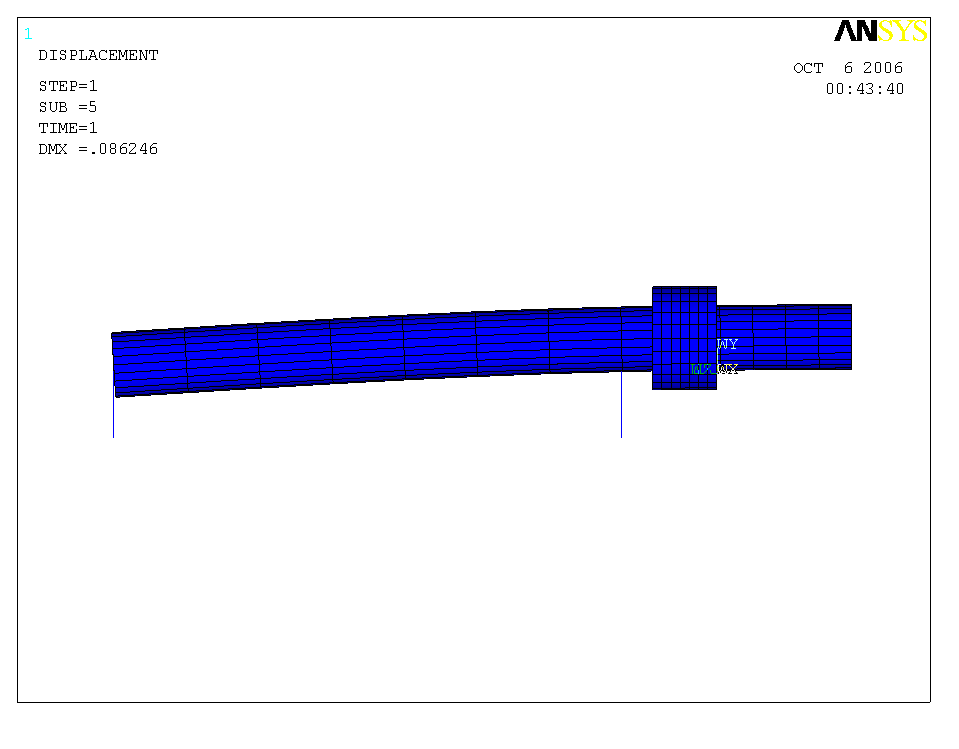 1
ANSYS
DISPLACEMENT
OCT 6 2006
STEP=1
00:43:40
SUB =5
TIME=1
DMX =.086246
WY
WZ WX